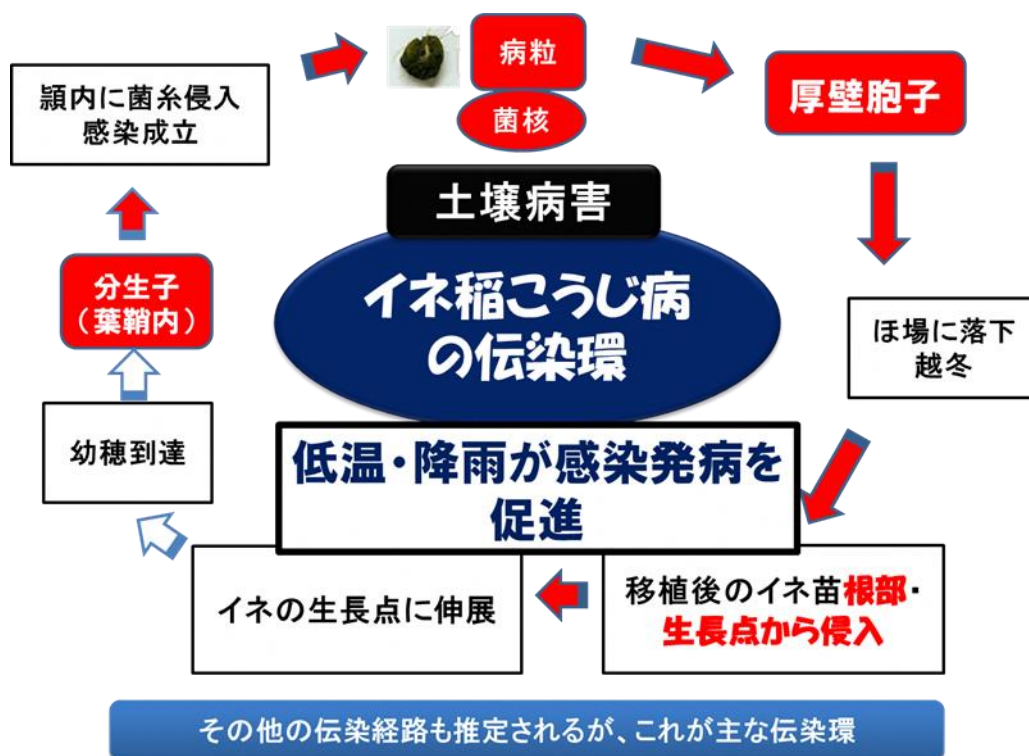 土壌病害
イネ稲こうじ病
の伝染環
低温・降雨が感染発病を
促進
病粒
菌核
厚壁胞子
ほ場に落下
越冬
移植後のイネ苗根部・
生長点から侵入
イネの生長点に伸展
幼穂到達
分生子
（葉鞘内）
頴内に菌糸侵入
感染成立
その他の伝染経路も推定されるが、これが主な伝染環